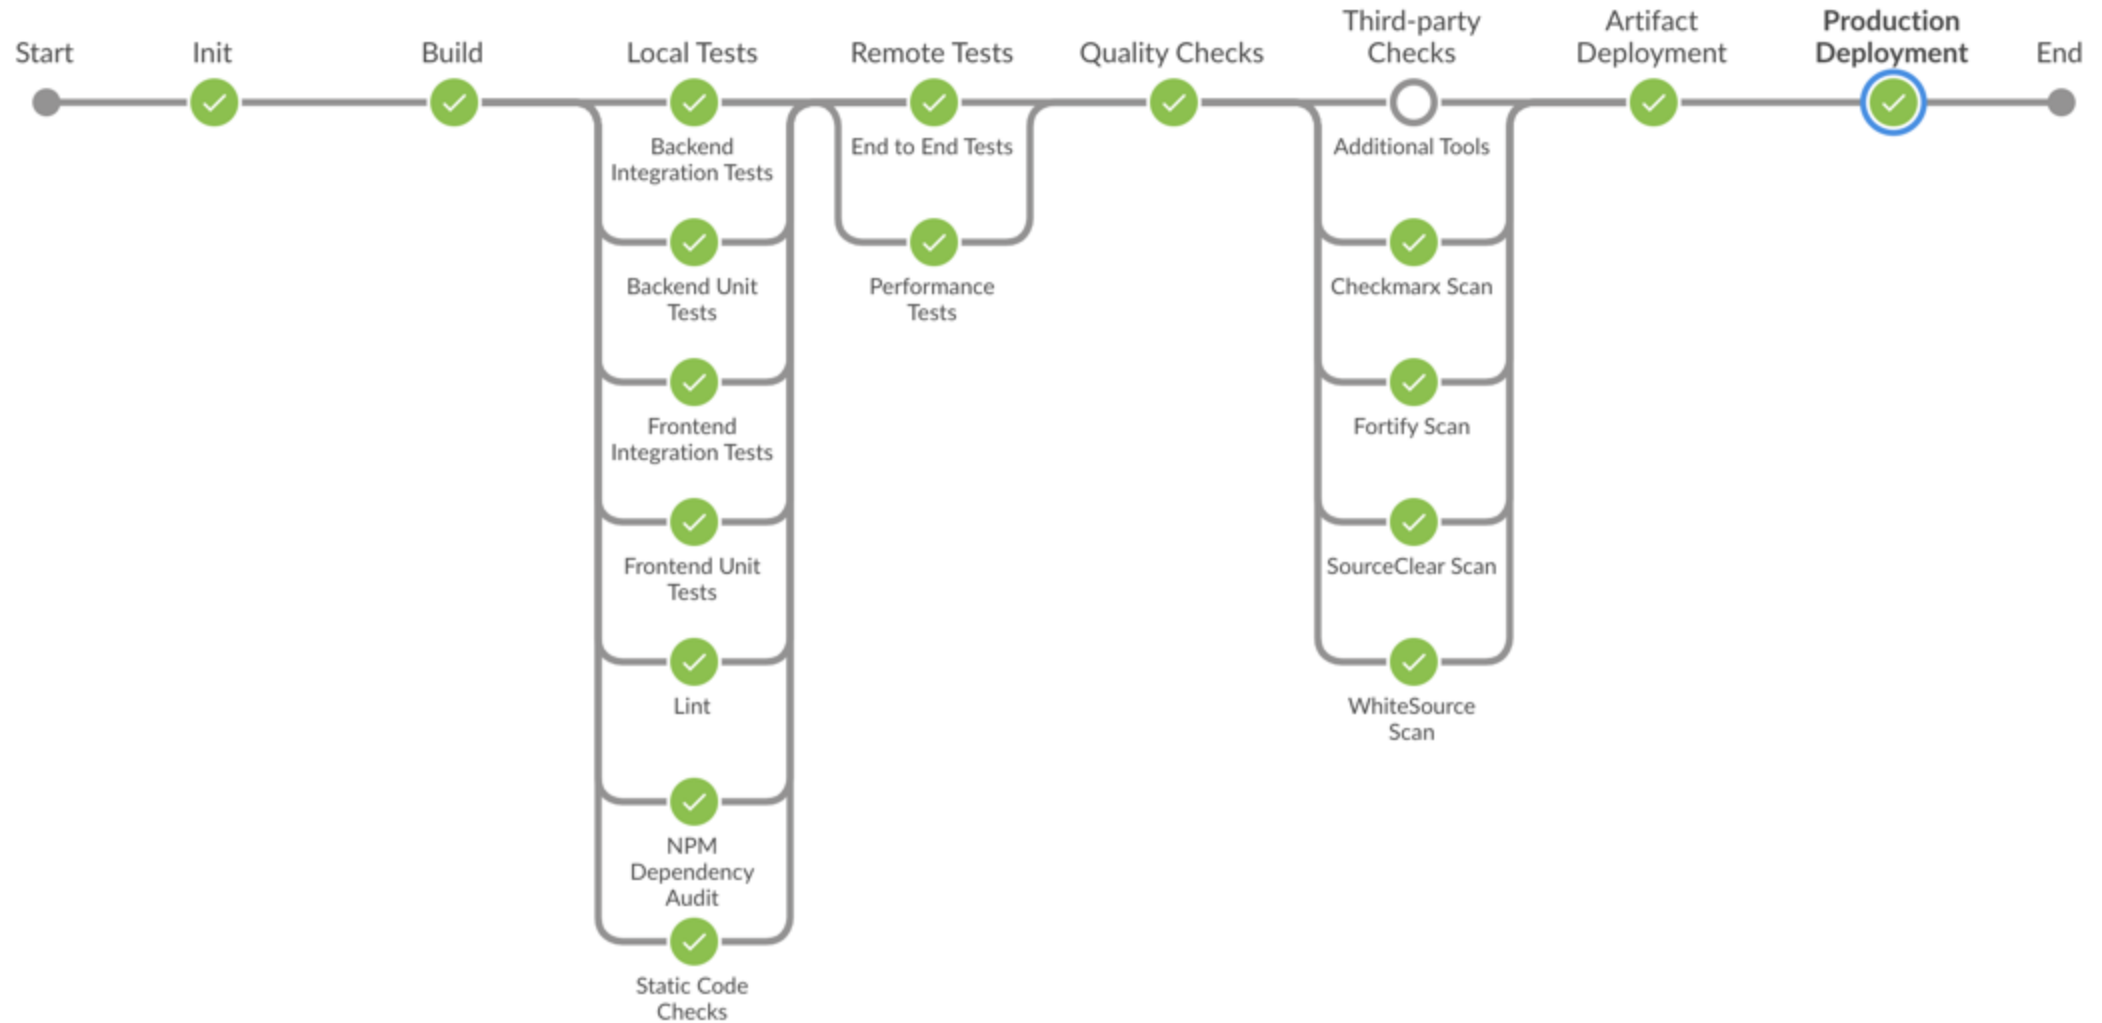 Start
Init
Build
Local Tests
Remote Tests
Quality Checks
Third-party
Checks
Artifact
Deployment
Production
Deployment
End
Backend
Integration Tests
Backend Unit
Tests
Frontend
Integration Tests
Frontend Unit
Tests
Lint
NPM
Dependency
Audit
Static Code
Checks
End to End Tests
Performance
Tests
Additional Tools
Checkmarx Scan
Fortify Scan
SourceClear Scan
WhiteSource
Scan